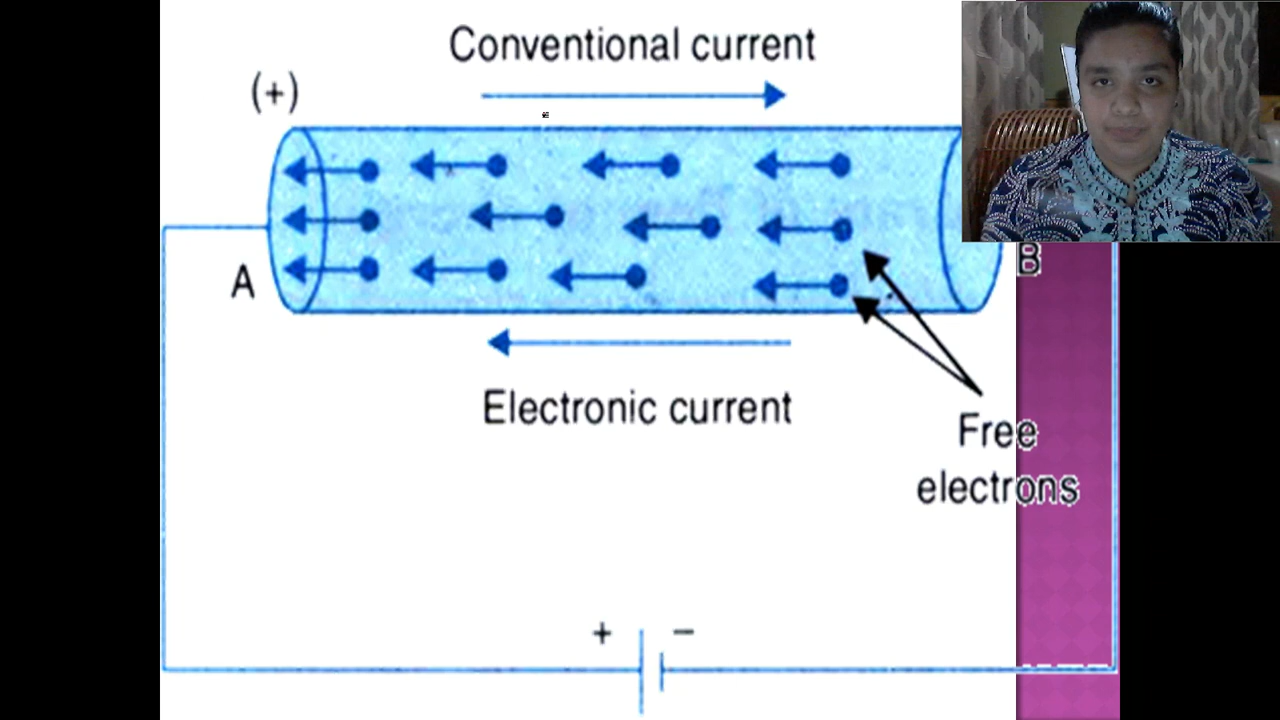 Conventional current
(+)
A
B
Electronic current
Free
electrons
+ −